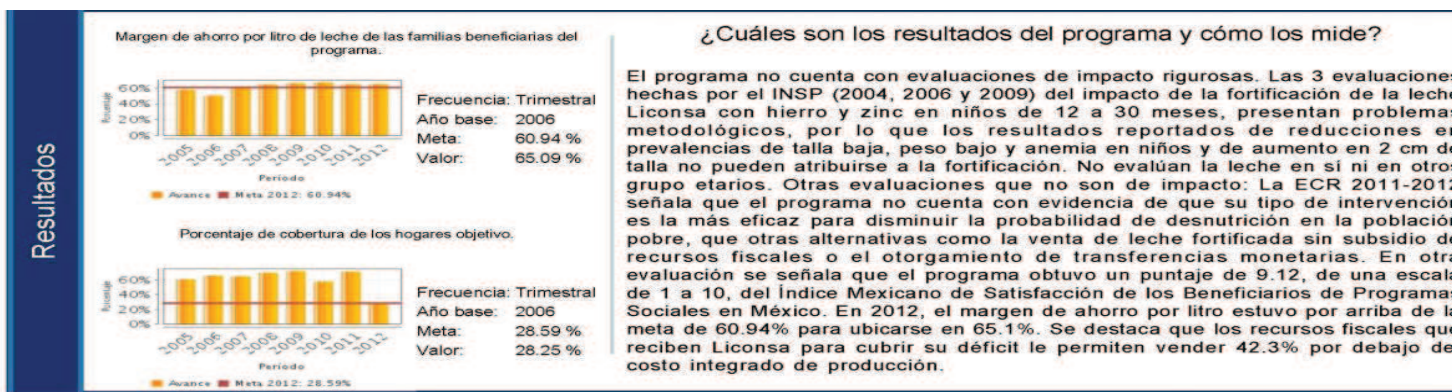 Resultados
Margen de ahorro por litro de leche de las familias beneficiarias del
programa.
Porcentaje
60%
40%
20%
0%
2005 2006 2007 2008 2009 2010 2011 2012
Período
Avance Meta 2012: 60.94%
Frecuencia: Trimestral
Año base: 2006
Meta: 60.94 %
Valor: 65.09 %
Porcentaje de cobertura de los hogares objetivo.
Porcentaje
60%
40%
20%
0%
2005 2006 2007 2008 2009 2010 2011 2012
Período
Avance Meta 2012: 28.59%
Frecuencia: Trimestral
Año base: 2006
Meta: 28.59 %
Valor: 28.25 %
¿Cuáles son los resultados del programa y cómo los mide?
El programa no cuenta con evaluaciones de impacto rigurosas. Las 3 evaluacione
hechas por el INSP (2004, 2006 y 2009) del impacto de la fortificación de la leche
Liconsa con hierro y zinc en niños de 12 a 30 meses, presentan problema
metodológicos, por lo que los resultados reportados de reducciones e
prevalencias de talla baja, peso bajo y anemia en niños y de aumento en 2 cm d
talla no pueden atribuirse a la fortificación. No evalúan la leche en sí ni en otro
grupo etarios. Otras evaluaciones que no son de impacto: La ECR 2011-2012
señala que el programa no cuenta con evidencia de que su tipo de intervención
es la más eficaz para disminuir la probabilidad de desnutrición en la población
pobre, que otras alternativas como la venta de leche fortificada sin subsidio d
recursos fiscales o el otorgamiento de transferencias monetarias. En otra
evaluación se señala que el programa obtuvo un puntaje de 9.12, de una escala
de 1 a 10, del Índice Mexicano de Satisfacción de los Beneficiarios de Programa
Sociales en México. En 2012, el margen de ahorro por litro estuvo por arriba de la
meta de 60.94% para ubicarse en 65.1%. Se destaca que los recursos fiscales que
reciben Liconsa para cubrir su déficit le permiten vender 42.3% por debajo de
costo integrado de producción.